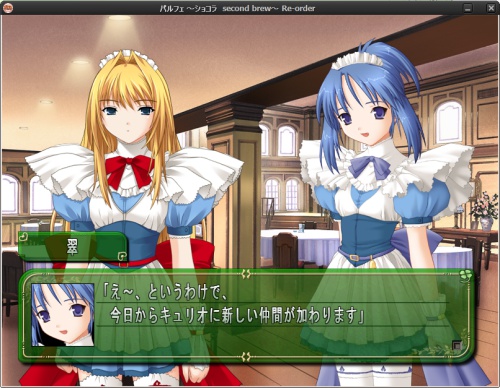 パルフェ ～ショコラ second brew～ Re-order
翠
「え～、というわけで、
今日からキュリオに新しい仲間が加わります」